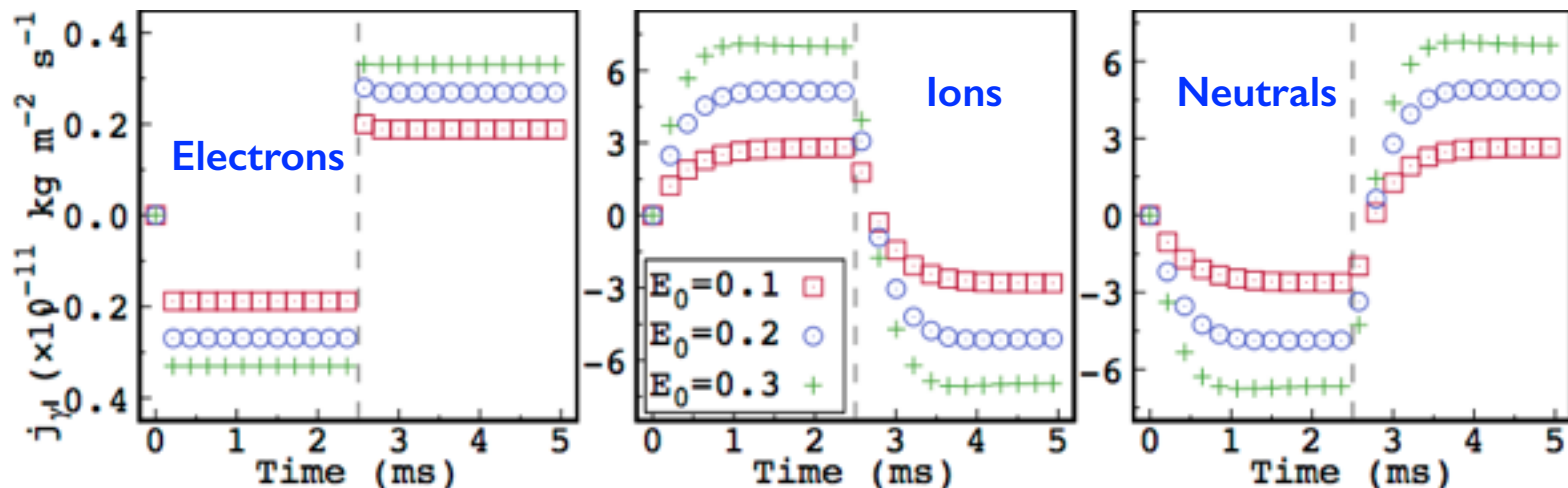 j_γ,l (×10⁻¹¹ kg m⁻² s⁻¹
0.4
0.2
0.0
0.2
0.4
Electrons
0 1 2 3 4 5
Time (ms)
6
3
0
−3
−6
Ions
E₀=0.1
E₀=0.2
E₀=0.3
0 1 2 3 4 5
Time (ms)
6
3
0
−3
−6
Neutrals
0 1 2 3 4 5
Time (ms)